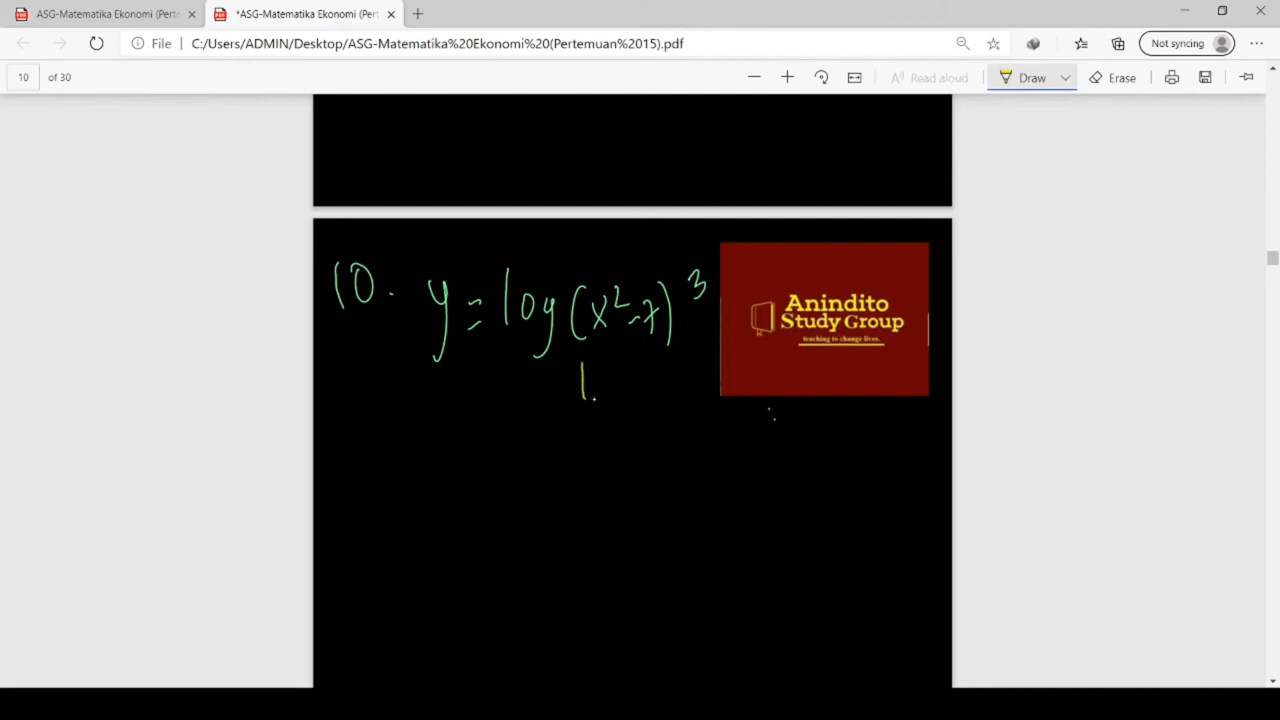 ASG-Matematika Ekonomi (Perte
*ASG-Matematika Ekonomi (Pert
File
C:/Users/ADMIN/Desktop/ASG-Matematika%20Ekonomi%20(Pertemuan%2015).pdf
Not syncing
10 of 30
Read aloud
Draw
Erase
10. y = log(x²-x)³
Anindito
Study Group
teaching to change lives.